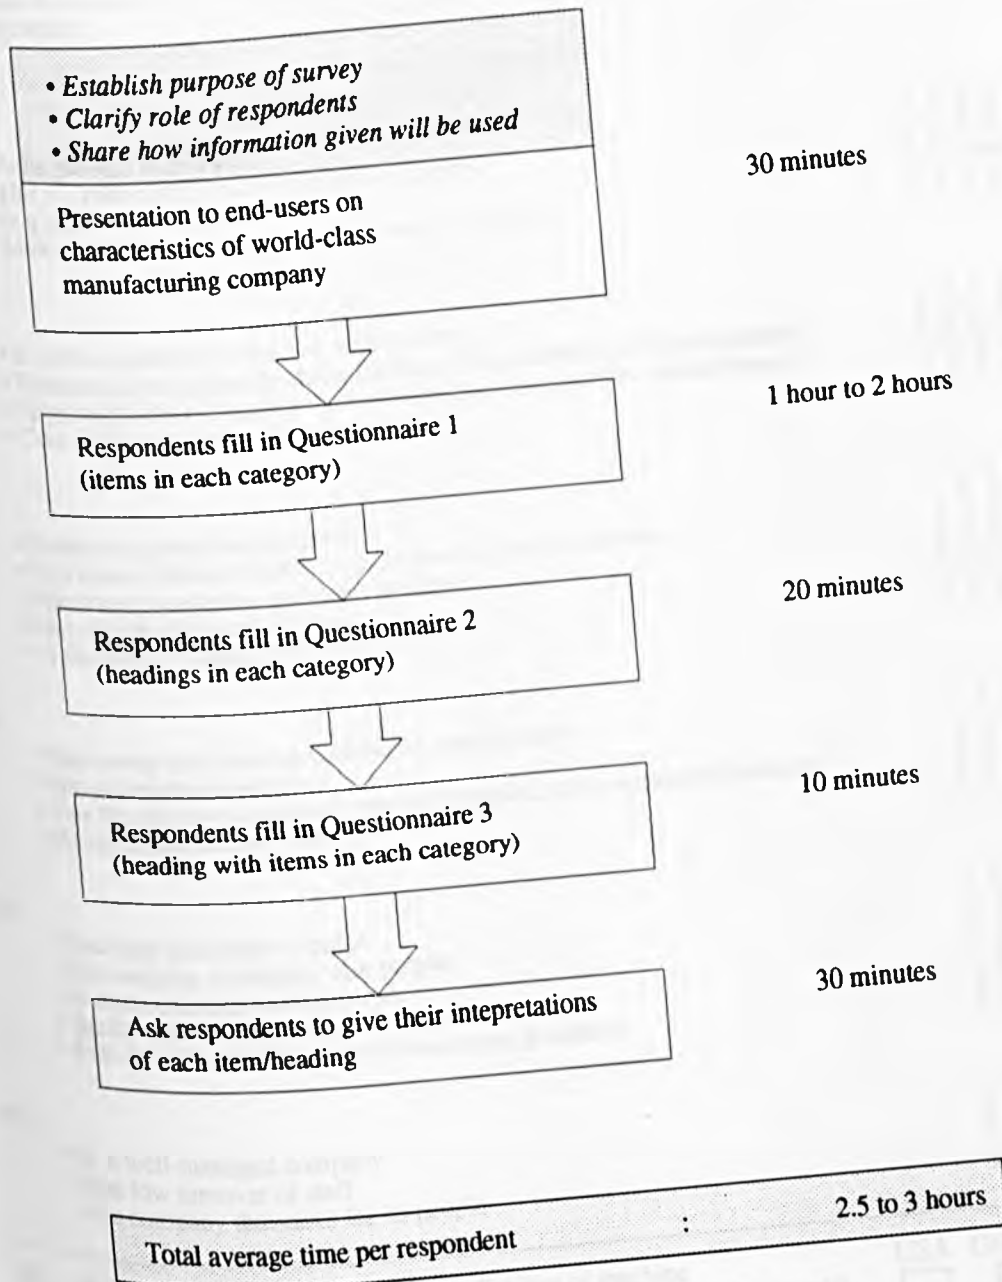 • Establish purpose of survey
• Clarify role of respondents
• Share how information given will be used
30 minutes
Presentation to end-users on
characteristics of world-class
manufacturing company
1 hour to 2 hours
Respondents fill in Questionnaire 1
(items in each category)
20 minutes
Respondents fill in Questionnaire 2
(headings in each category)
10 minutes
Respondents fill in Questionnaire 3
(heading with items in each category)
30 minutes
Ask respondents to give their intepretations
of each item/heading
Total average time per respondent : 2.5 to 3 hours